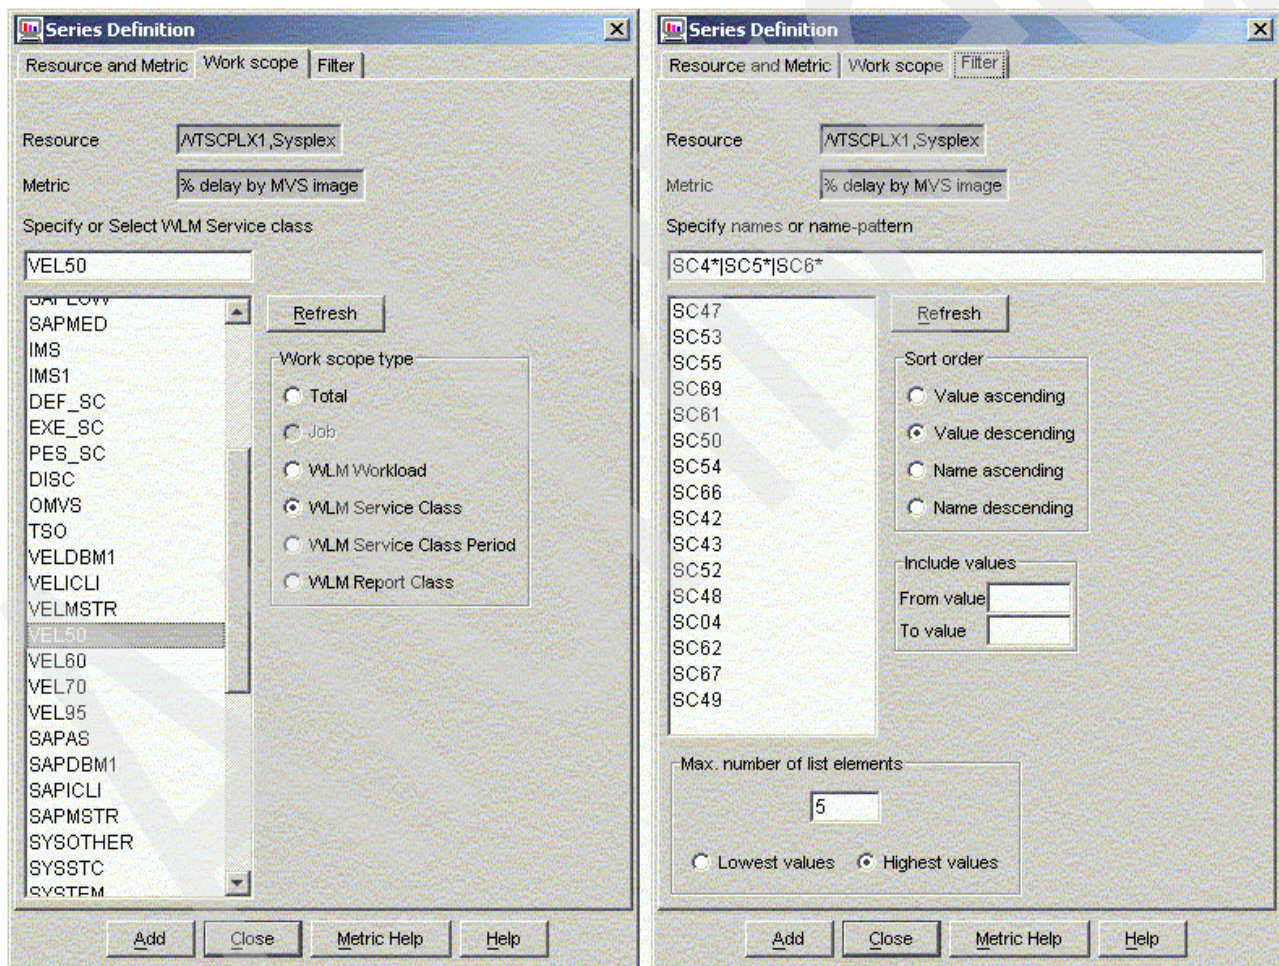 Series Definition
Resource and Metric
Work scope
Filter
Resource
WTSCPLX1,Sysplex
Metric
% delay by MVS image
Specify or Select WLM Service class
VEL50
SAPLOW
SAPMED
IMS
IMS1
DEF_SC
EXE_SC
PES_SC
DISC
OMVS
TSO
VELDBM1
VELICLI
VELMSTR
VEL50
VEL60
VEL70
VEL95
SAPAS
SAPDBM1
SAPICLI
SAPMSTR
SYSOTHER
SYSSTC
SYSTEM
Refresh
Work scope type
Total
Job
WLM Workload
WLM Service Class
WLM Service Class Period
WLM Report Class
Add
Close
Metric Help
Help
Series Definition
Resource and Metric
Work scope
Filter
Resource
WTSCPLX1,Sysplex
Metric
% delay by MVS image
Specify names or name-pattern
SC4*|SC5*|SC6*
SC47
SC53
SC55
SC69
SC61
SC50
SC54
SC66
SC42
SC43
SC52
SC48
SC04
SC62
SC67
SC49
Refresh
Sort order
Value ascending
Value descending
Name ascending
Name descending
Include values
From value
To value
Max. number of list elements
5
Lowest values
Highest values
Add
Close
Metric Help
Help